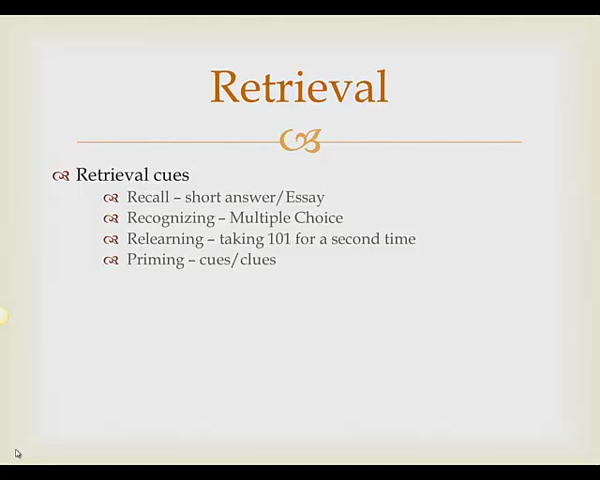 Retrieval
Retrieval cues
Recall – short answer/Essay
Recognizing – Multiple Choice
Relearning – taking 101 for a second time
Priming – cues/clues